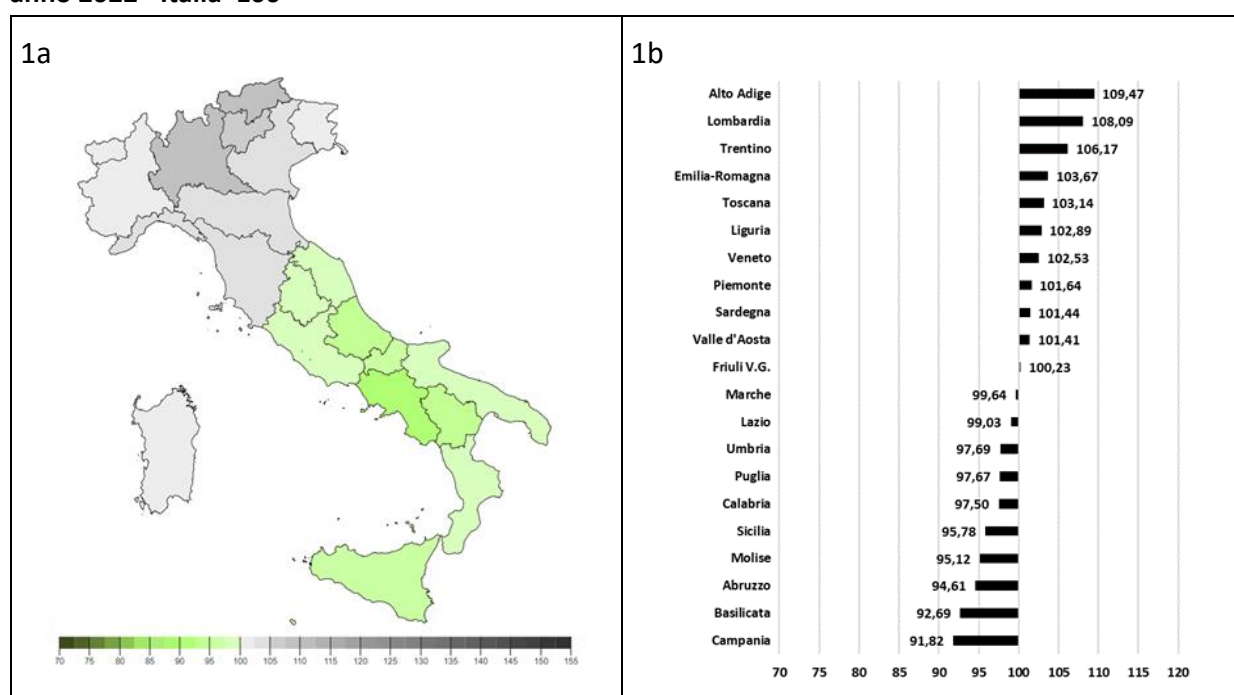 1a
70 75 80 85 90 95 100 105 110 115 120 125 130 135 140 145 150 155
1b
Alto Adige 109,47
Lombardia 108,09
Trentino 106,17
Emilia-Romagna 103,67
Toscana 103,14
Liguria 102,89
Veneto 102,53
Piemonte 101,64
Sardegna 101,44
Valle d'Aosta 101,41
Friuli V.G. 100,23
Marche 99,64
Lazio 99,03
Umbria 97,69
Puglia 97,67
Calabria 97,50
Sicilia 95,78
Molise 95,12
Abruzzo 94,61
Basilicata 92,69
Campania 91,82
70 75 80 85 90 95 100 105 110 115 120